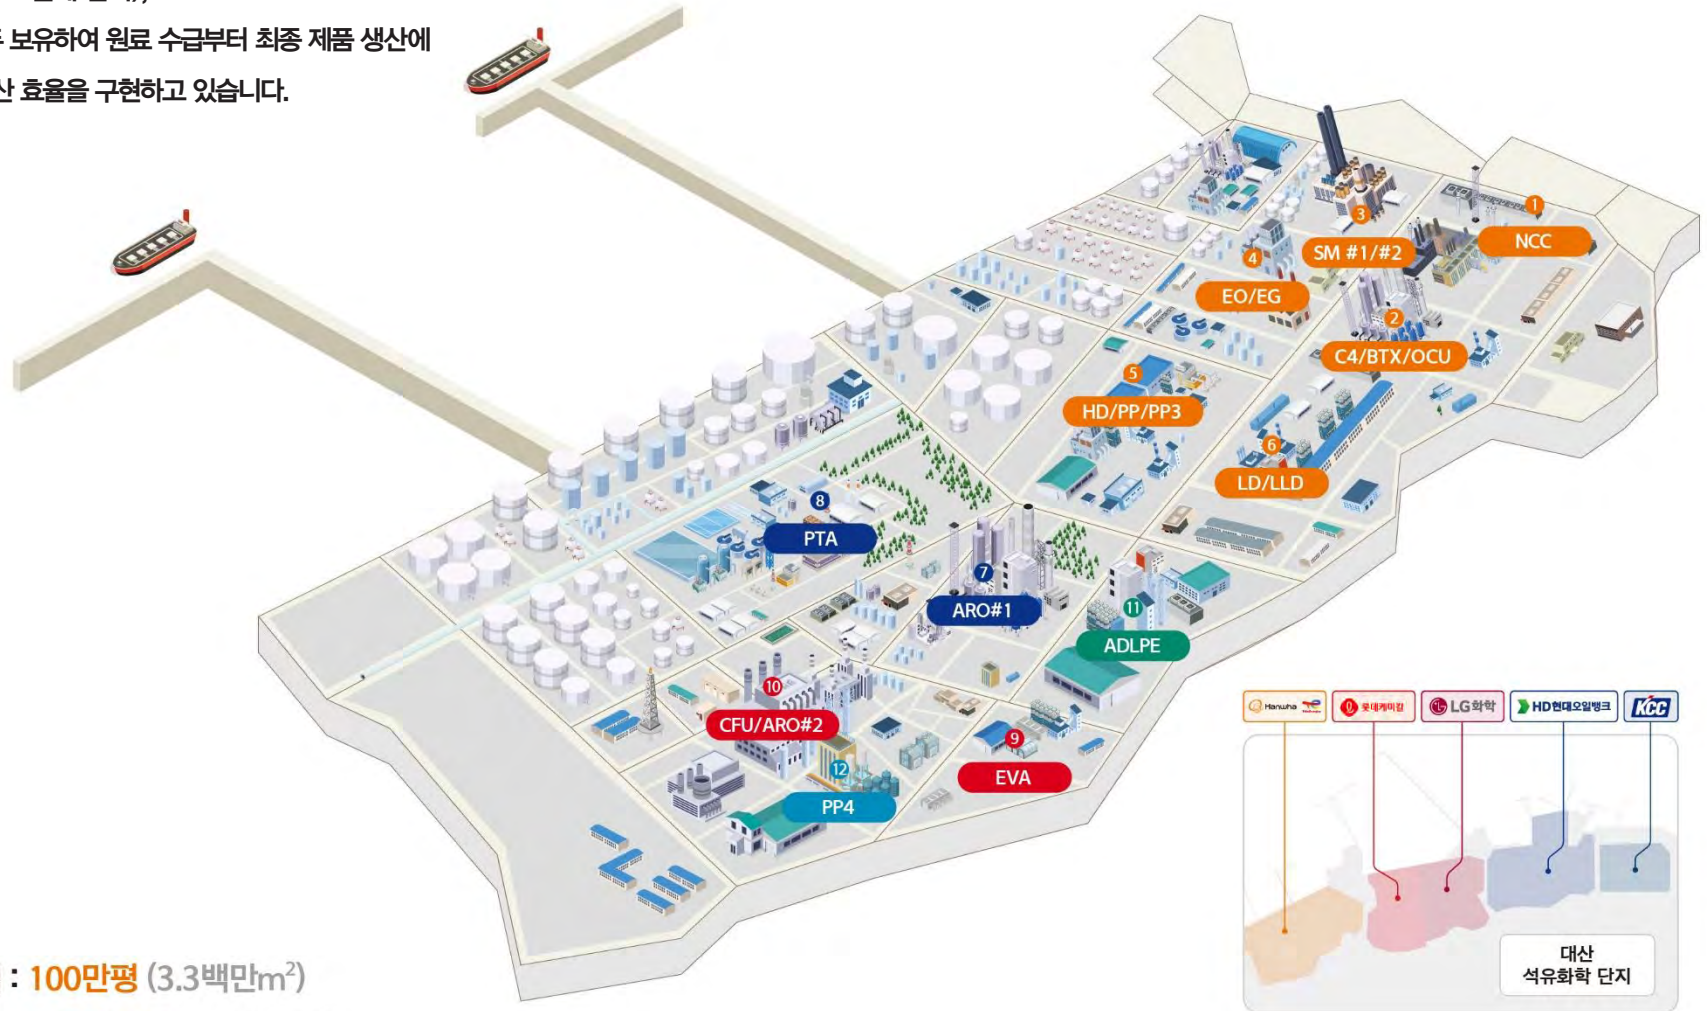 보유하여 원료 수급부터 최종 제품 생산에
효율을 구현하고 있습니다.
1
NCC
3
SM #1/#2
4
EO/EG
2
C4/BTX/OCU
5
HD/PP/PP3
6
LD/LLD
8
PTA
7
ARO#1
11
ADLPE
10
CFU/ARO#2
9
EVA
12
PP4
Hanwha
롯데케미칼
LG화학
HD현대오일뱅크
KCC
대산
석유화학 단지
: 100만평 (3.3백만m²)